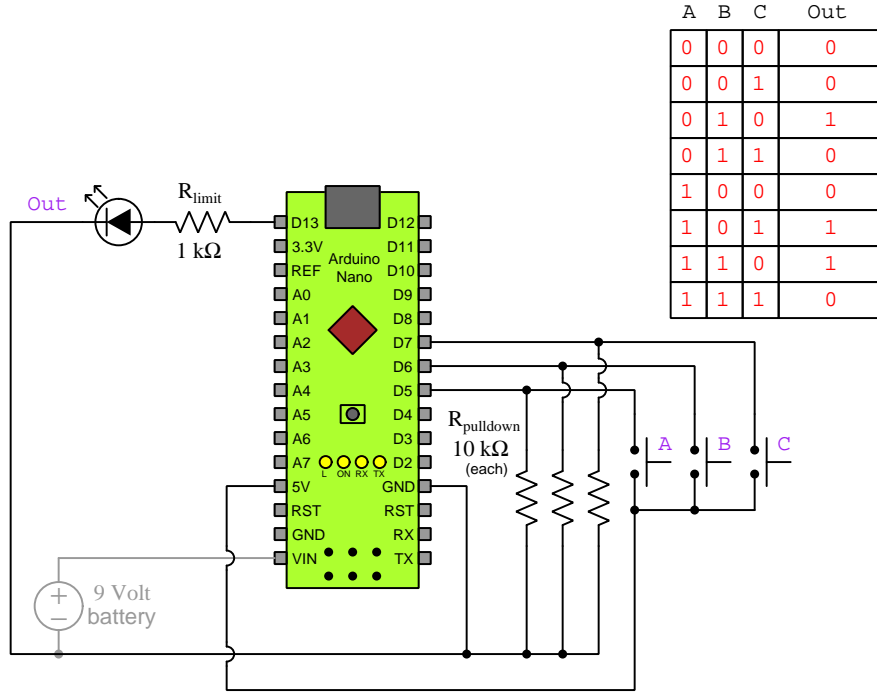 A B C Out
0 0 0 0
0 0 1 0
0 1 0 1
0 1 1 0
1 0 0 0
1 0 1 1
1 1 0 1
1 1 1 0
Out
Rlimit
1 kΩ
Arduino
Nano
D13 D12
3.3V D11
REF D10
A0 D9
A1 D8
A2 D7
A3 D6
A4 D5
A5 D4
A6 D3
A7 D2
L ON RX TX
5V GND
RST RST
GND RX
VIN TX
Rpulldown
10 kΩ
(each)
A B C
+
−
9 Volt
battery